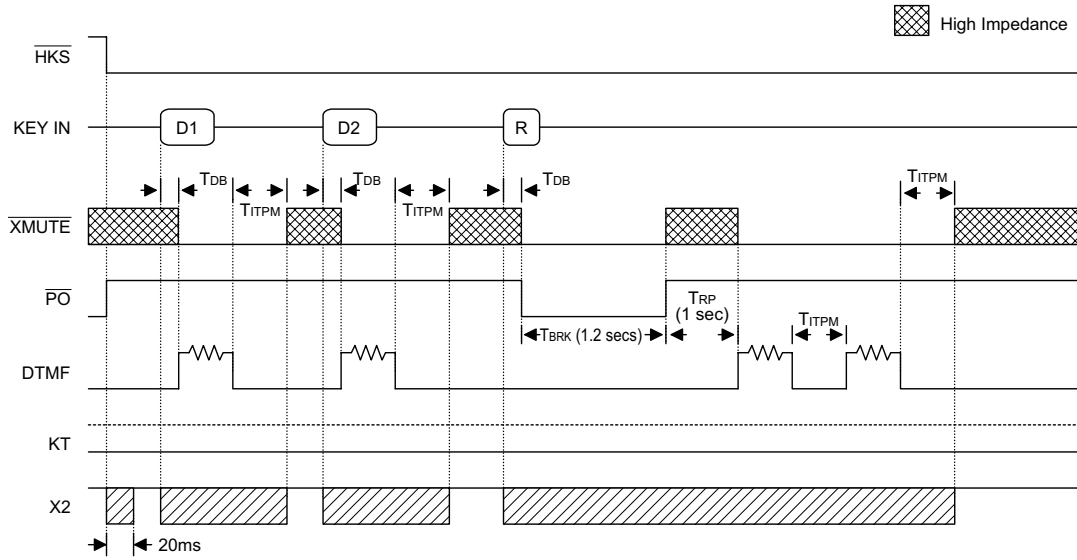 High Impedance
HKS
KEY IN D1 D2 R
TDB TDB TDB
TITPM TITPM TITPM
XMUTE
PO
TRP
(1 sec)
TBRK (1.2 secs)
TITPM
DTMF
KT
X2
20ms